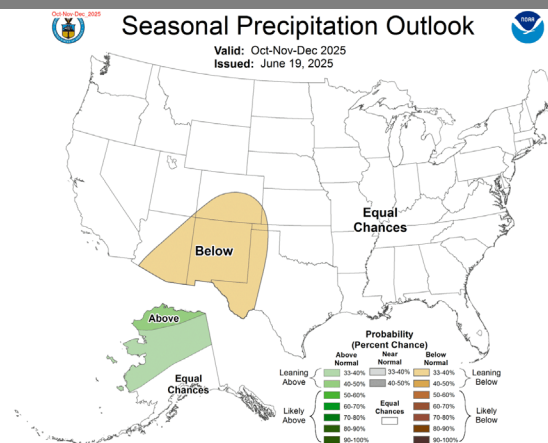 Oct-Nov-Dec, 2025
Seasonal Precipitation Outlook
NOAA
Valid: Oct-Nov-Dec 2025
Issued: June 19, 2025
Equal
Chances
Below
Above
Equal
Chances
Probability
(Percent Chance)
Above
Normal
Near
Normal
Below
Normal
Leaning
Above
33-40%
40-50%
33-40%
40-50%
33-40%
40-50%
Leaning
Below
Likely
Above
50-60%
60-70%
70-80%
80-90%
90-100%
Equal
Chances
50-60%
60-70%
70-80%
80-90%
90-100%
Likely
Below